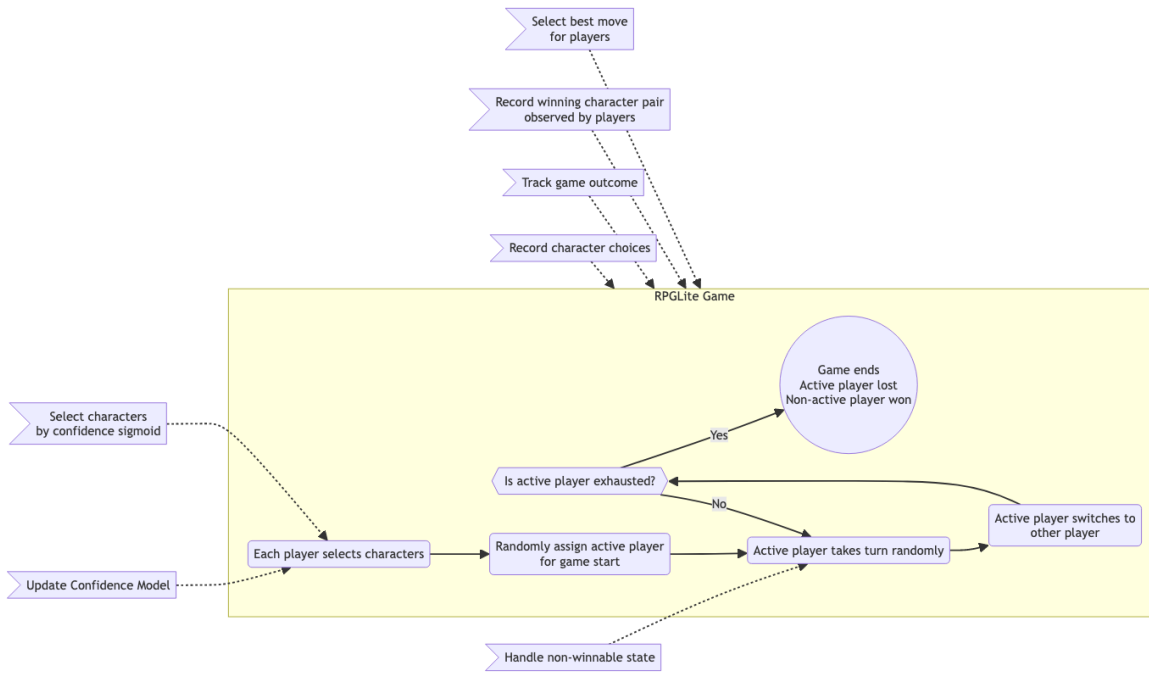 Select best move
for players
Record winning character pair
observed by players
Track game outcome
Record character choices
RPGLite Game
Game ends
Active player lost
Non-active player won
Select characters
by confidence sigmoid
Yes
Is active player exhausted?
No
Active player switches to
other player
Each player selects characters
Randomly assign active player
for game start
Active player takes turn randomly
Update Confidence Model
Handle non-winnable state